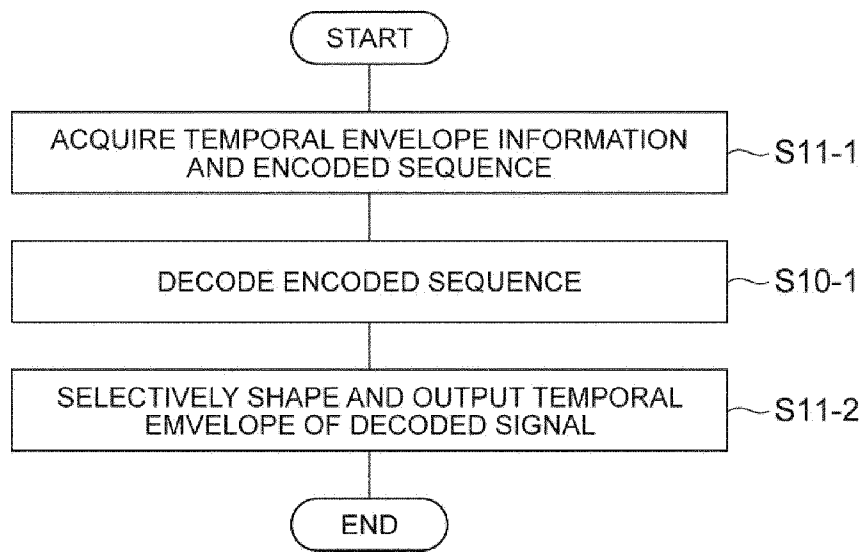 START
ACQUIRE TEMPORAL ENVELOPE INFORMATION
AND ENCODED SEQUENCE
S11-1
DECODE ENCODED SEQUENCE
S10-1
SELECTIVELY SHAPE AND OUTPUT TEMPORAL
EMVELOPE OF DECODED SIGNAL
S11-2
END